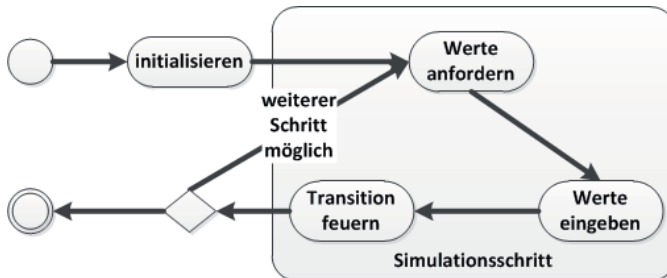 initialisieren
Werte
anfordern
weiterer
Schritt
möglich
Transition
feuern
Werte
eingeben
Simulationsschritt